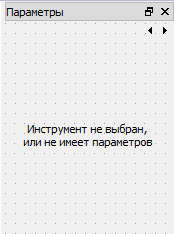 Параметры
Инструмент не выбран,
или не имеет параметров